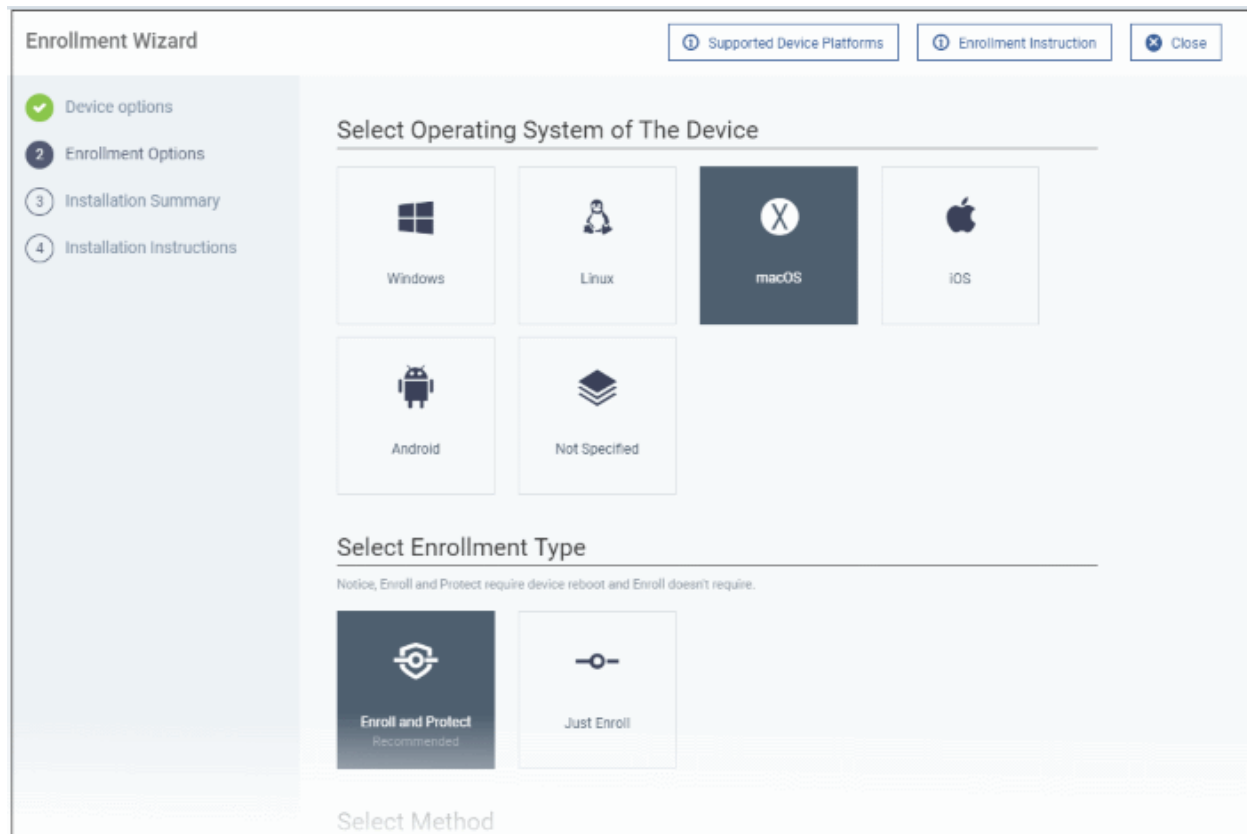 Enrollment Wizard
Supported Device Platforms
Enrollment Instruction
Close
Device options
2 Enrollment Options
3 Installation Summary
4 Installation Instructions
Select Operating System of The Device
Windows
Linux
X
macOS
iOS
Android
Not Specified
Select Enrollment Type
Notice, Enroll and Protect require device reboot and Enroll doesn't require.
Enroll and Protect
Recommended
Just Enroll
Select Method